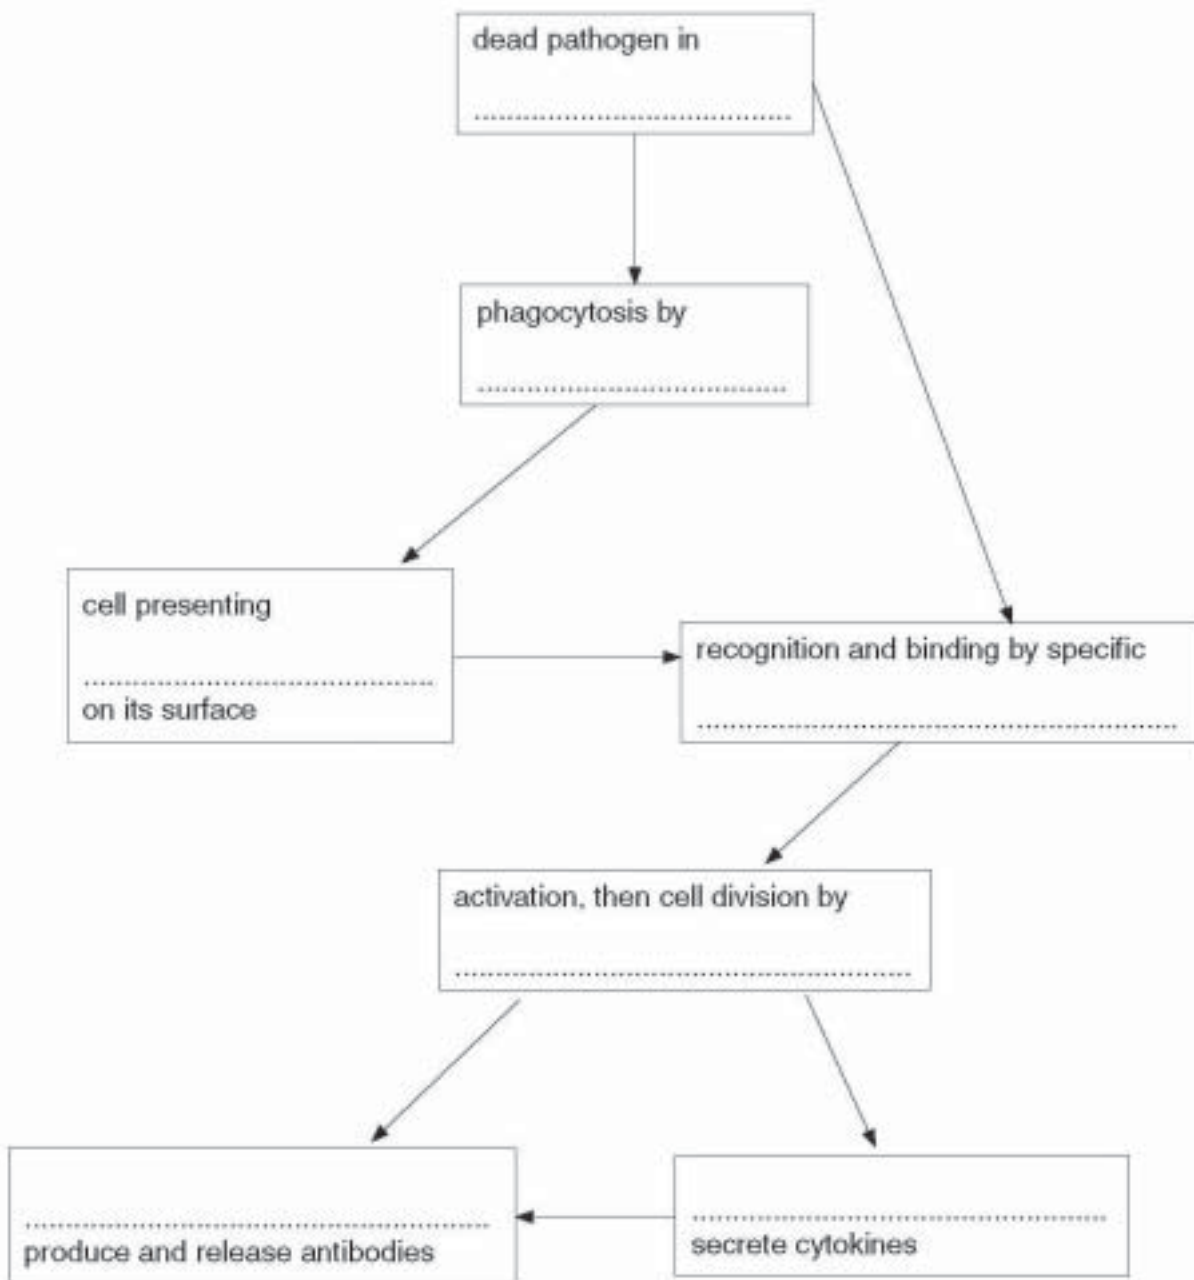 dead pathogen in
........................................
phagocytosis by
........................................
cell presenting
........................................
on its surface
recognition and binding by specific
........................................
activation, then cell division by
........................................
........................................
produce and release antibodies
........................................
secrete cytokines